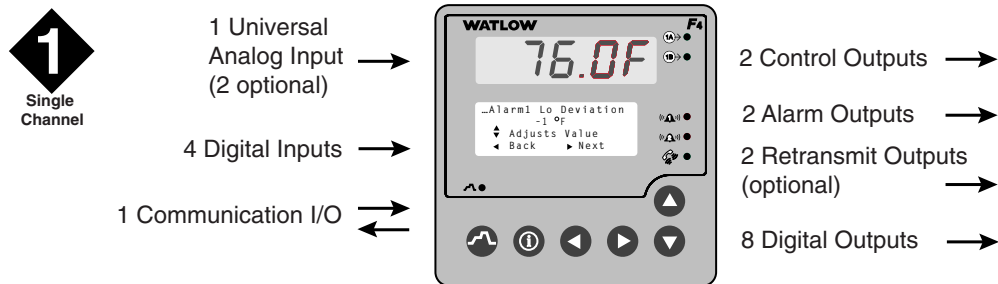 1
Single
Channel
1 Universal
Analog Input
(2 optional)
4 Digital Inputs
1 Communication I/O
WATLOW
F4
76.0F
1A
1B
…Alarm1 Lo Deviation
-1 °F
Adjusts Value
Back Next
2 Control Outputs
2 Alarm Outputs
2 Retransmit Outputs
(optional)
8 Digital Outputs